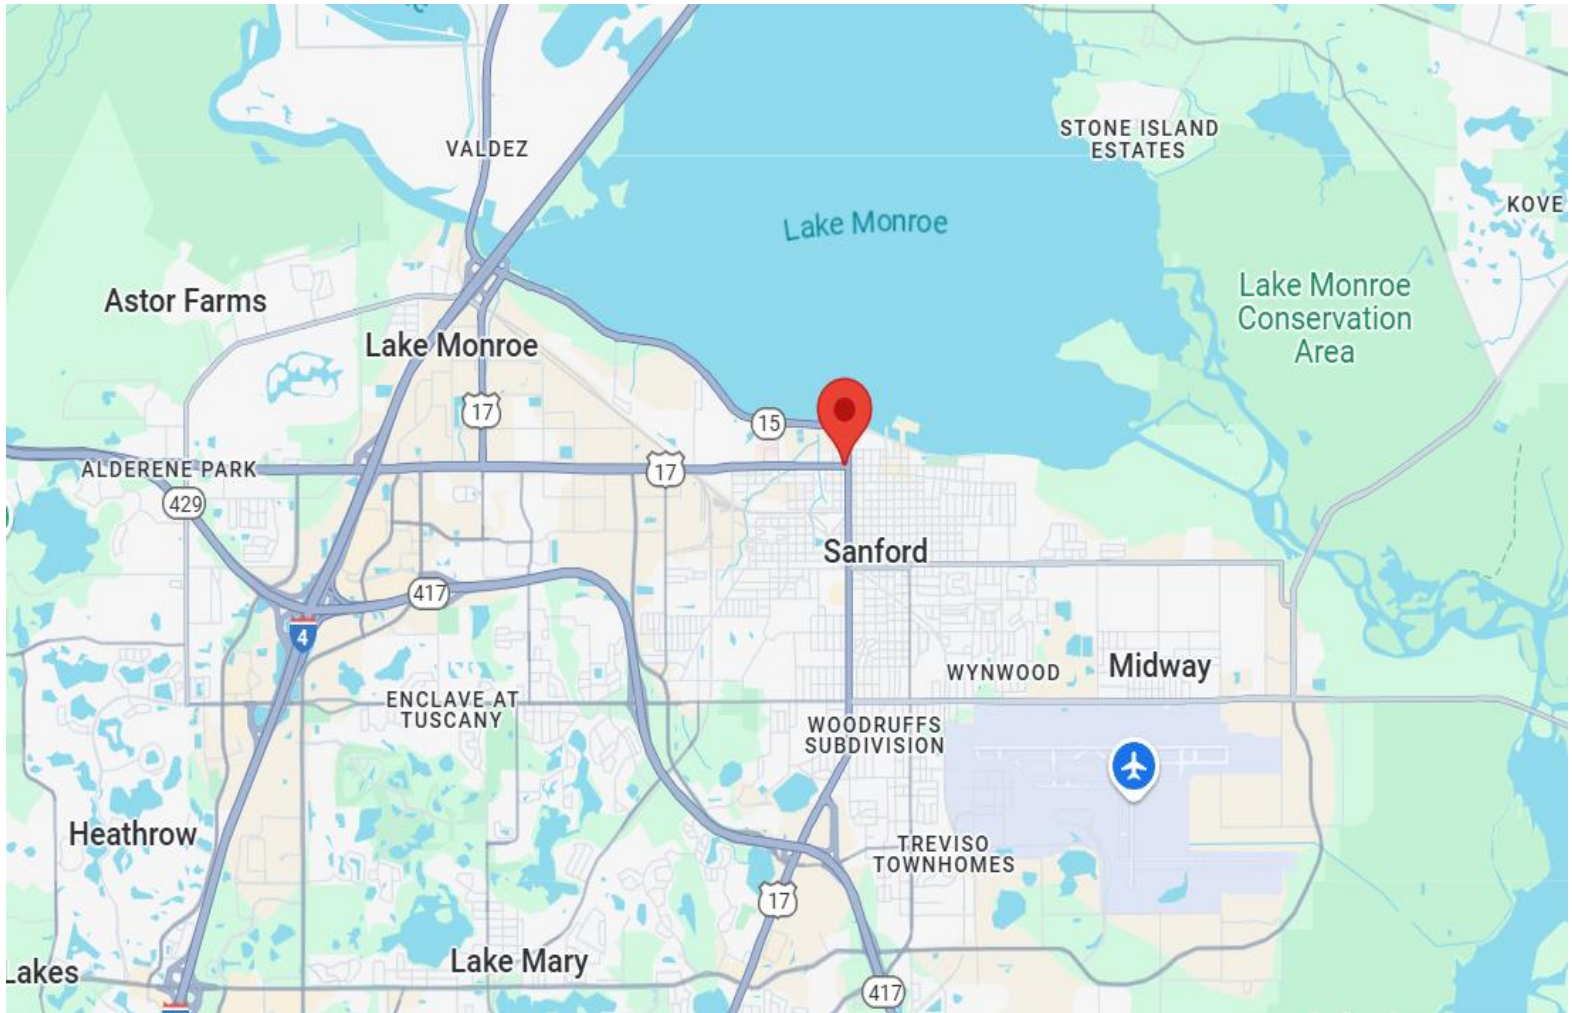 VALDEZ
STONE ISLAND
ESTATES
KOVE
Lake Monroe
Lake Monroe
Conservation
Area
Astor Farms
Lake Monroe
17
15
ALDERENE PARK
17
429
Sanford
417
4
WYNWOOD
Midway
ENCLAVE AT
TUSCANY
WOODRUFFS
SUBDIVISION
Heathrow
TREVISO
TOWNHOMES
17
Lake Mary
Lakes
417